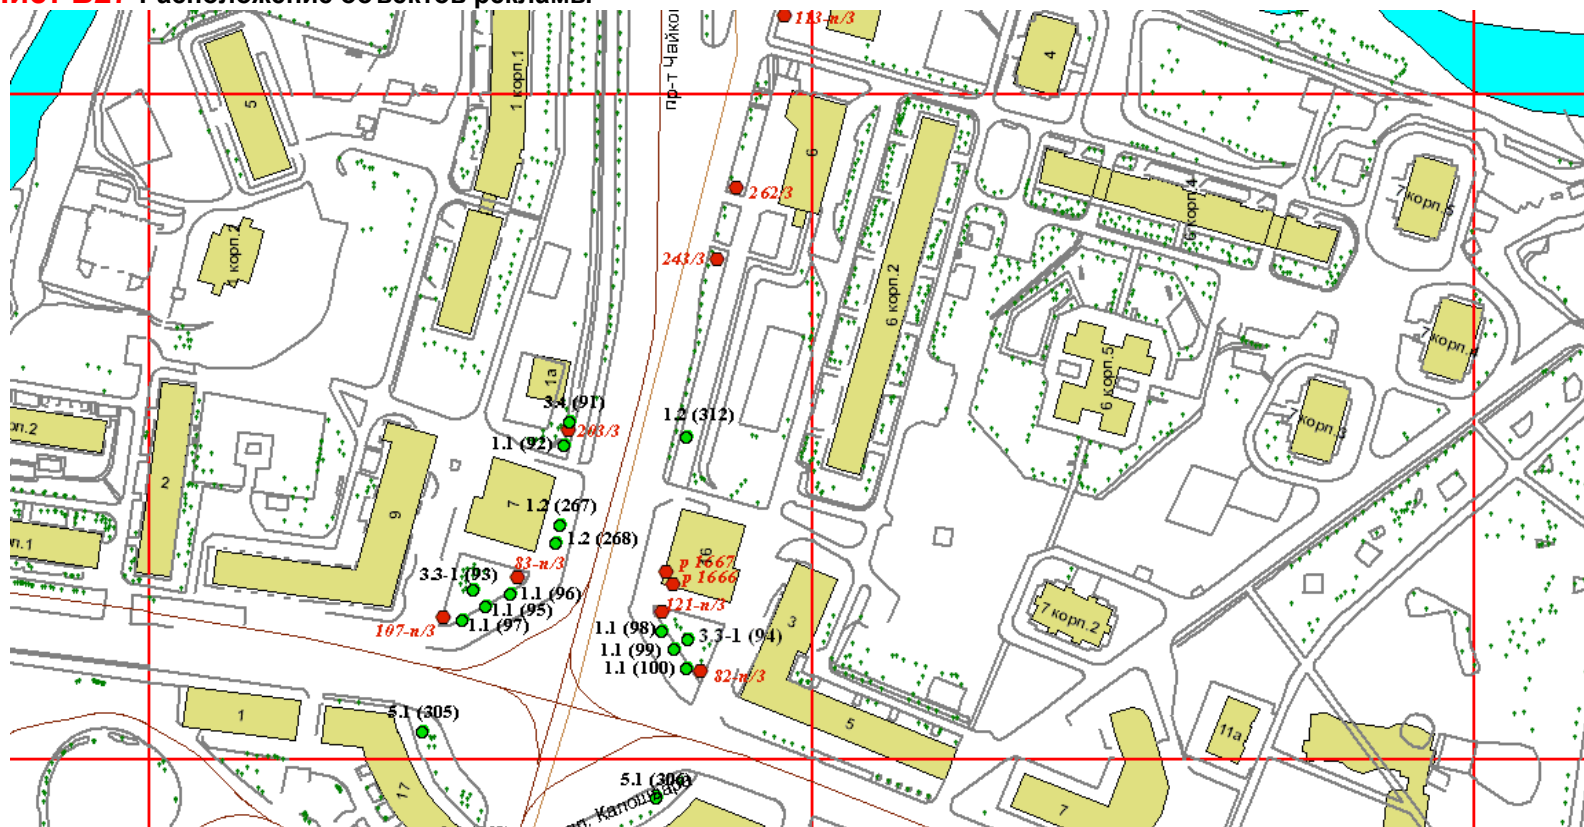 Расположение объектов рекламы
113-п/3
4
5
1 корп.1
пр-т Чайко
6
262/3
7 корп.5
6 корп.4
1 корп.2
243/3
6 корп.2
7 корп.4
6 корп.5
1а
3.4 (91)
203/3
1.1 (92)
1.2 (312)
7 корп.3
2
9
7
1.2 (267)
1.2 (268)
83-п/3
3.3-1 (93)
1.1 (96)
1.1 (95)
1.1 (97)
107-п/3
р 1667
р 1666
121-п/3
1.1 (98)
3.3-1 (94)
1.1 (99)
1.1 (100)
82-п/3
3
7 корп.2
1
5.1 (305)
5
11а
17
5.1 (306)
7